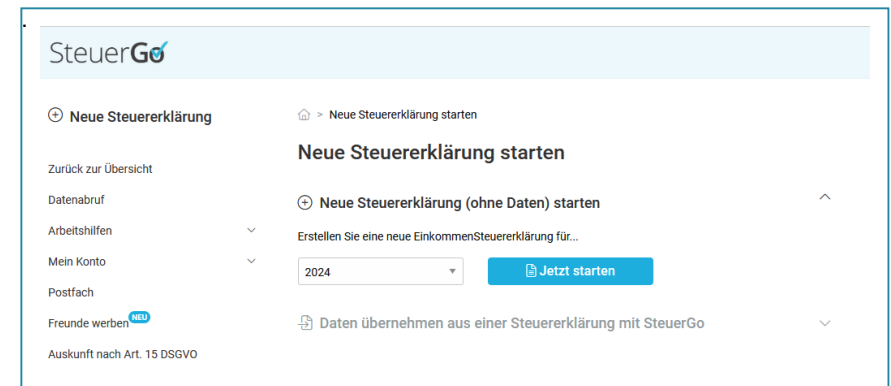 SteuerGo
Neue Steuererklärung
Zurück zur Übersicht
Datenabruf
Arbeitshilfen
Mein Konto
Postfach
Freunde werben NEU
Auskunft nach Art. 15 DSGVO
> Neue Steuererklärung starten
Neue Steuererklärung starten
Neue Steuererklärung (ohne Daten) starten
Erstellen Sie eine neue EinkommenSteuererklärung für...
2024
Jetzt starten
Daten übernehmen aus einer Steuererklärung mit SteuerGo